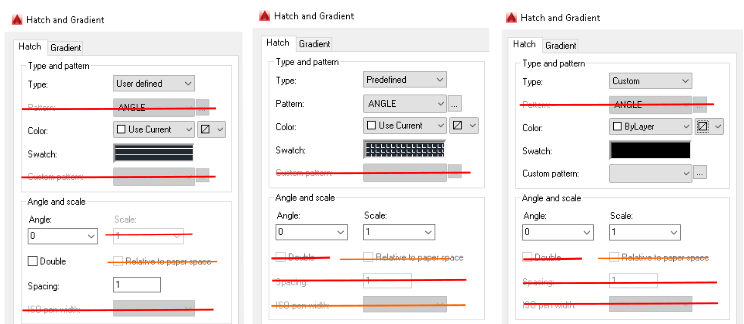 Hatch and Gradient
Hatch Gradient
Type and pattern
Type: User defined
Pattern: ANGLE ...
Color: Use Current
Swatch:
Custom pattern:
Angle and scale
Angle: Scale:
0 1
Double Relative to paper space
Spacing: 1
ISO pen width:
Hatch and Gradient
Hatch Gradient
Type and pattern
Type: Predefined
Pattern: ANGLE ...
Color: Use Current
Swatch:
Custom pattern:
Angle and scale
Angle: Scale:
0 1
Double Relative to paper space
Spacing: 1
ISO pen width:
Hatch and Gradient
Hatch Gradient
Type and pattern
Type: Custom
Pattern: ANGLE ...
Color: ByLayer
Swatch:
Custom pattern: ...
Angle and scale
Angle: Scale:
0 1
Double Relative to paper space
Spacing: 1
ISO pen width: